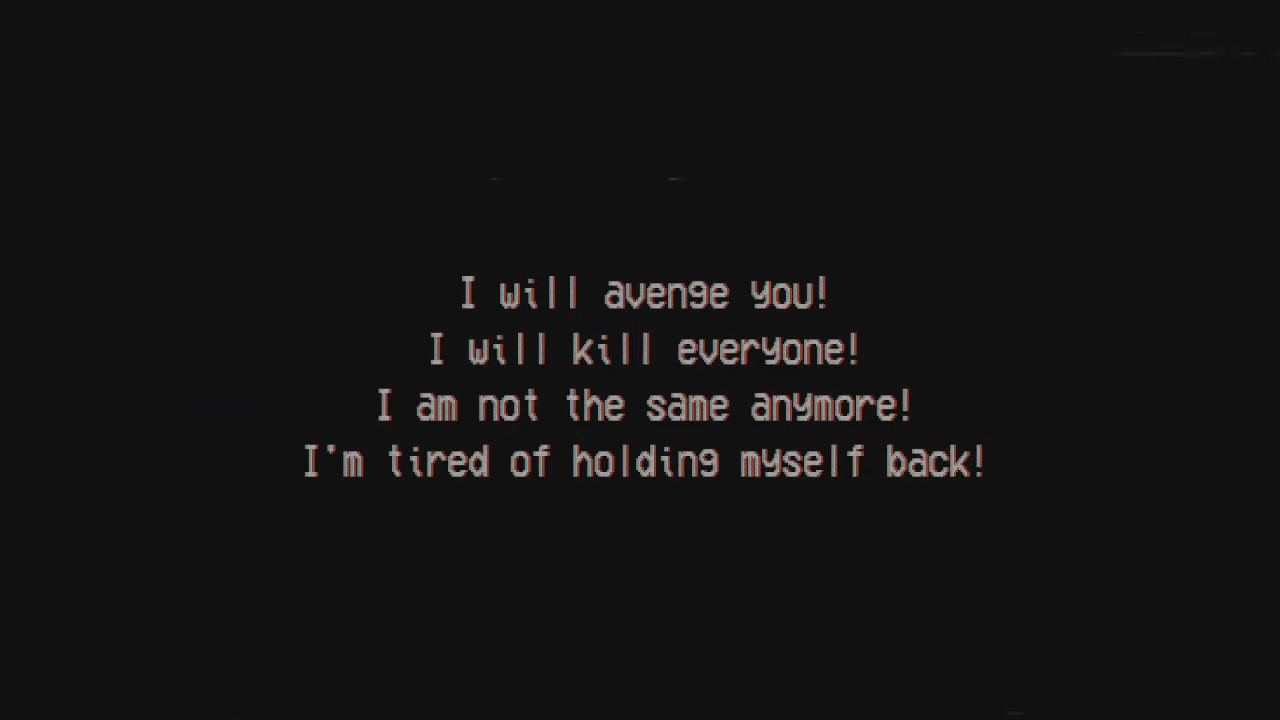 I will avenge you!
I will kill everyone!
I am not the same anymore!
I'm tired of holding myself back!